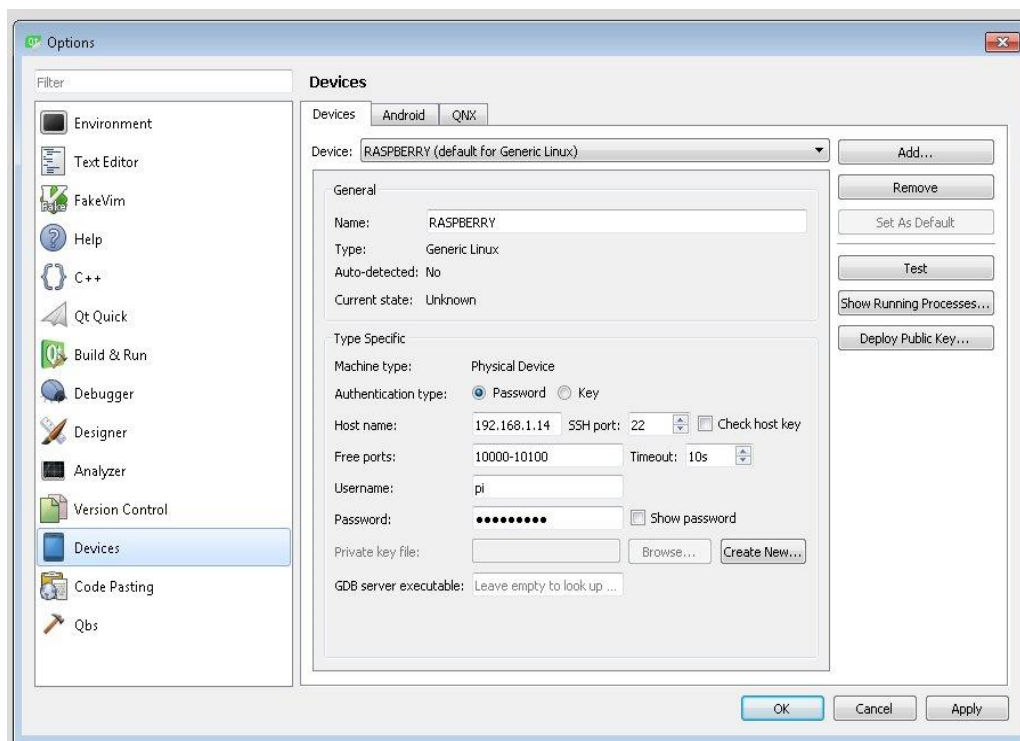 Options
Filter
Environment
Text Editor
FakeVim
Help
C++
Qt Quick
Build & Run
Debugger
Designer
Analyzer
Version Control
Devices
Code Pasting
Qbs
Devices
Devices Android QNX
Device: RASPBERRY (default for Generic Linux)
General
Name: RASPBERRY
Type: Generic Linux
Auto-detected: No
Current state: Unknown
Type Specific
Machine type: Physical Device
Authentication type: Password Key
Host name: 192.168.1.14 SSH port: 22 Check host key
Free ports: 10000-10100 Timeout: 10s
Username: pi
Password: ●●●●●●●●● Show password
Private key file: Browse... Create New...
GDB server executable: Leave empty to look up ...
Add...
Remove
Set As Default
Test
Show Running Processes...
Deploy Public Key...
OK Cancel Apply